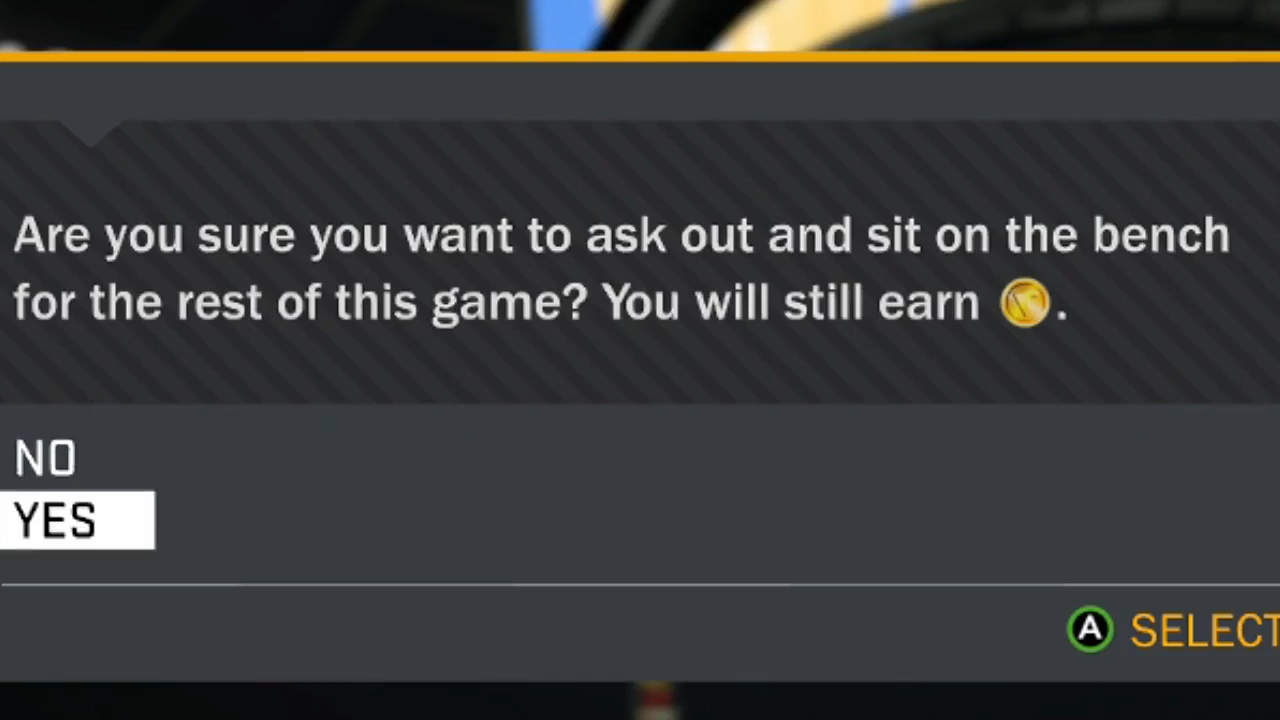 Are you sure you want to ask out and sit on the bench
for the rest of this game? You will still earn .
NO
YES
A SELECT